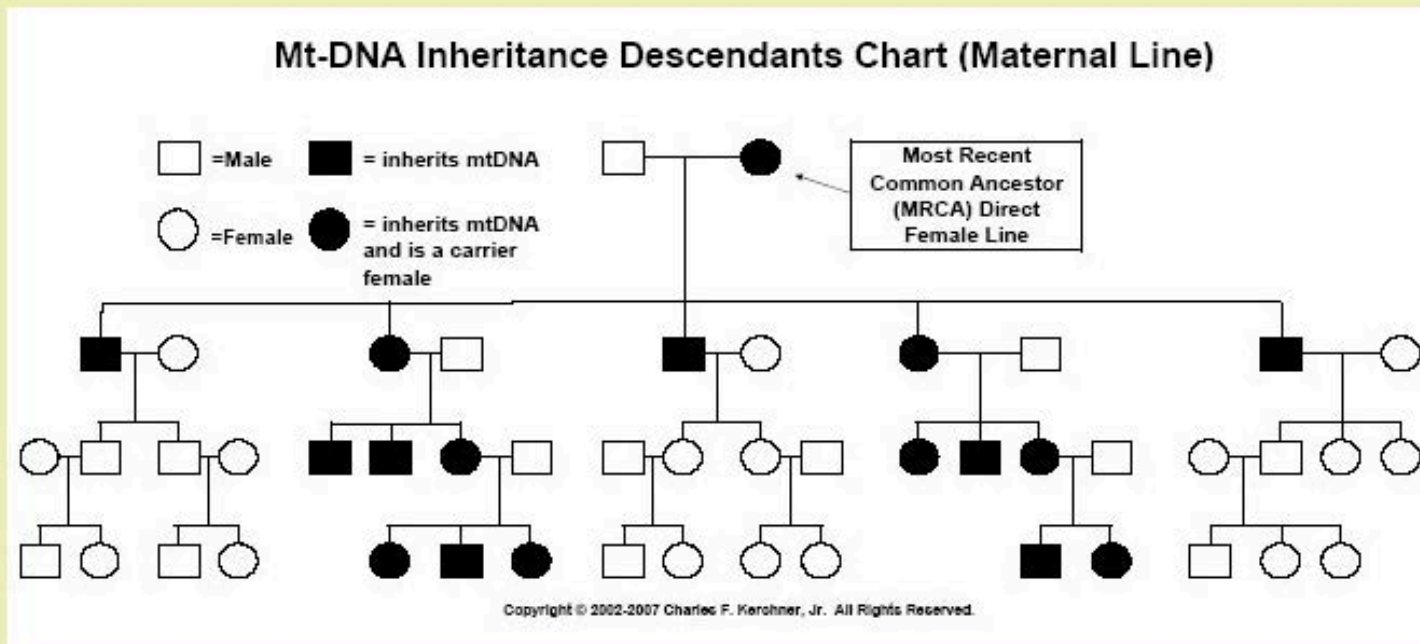 Mt-DNA Inheritance Descendants Chart (Maternal Line)
=Male
= inherits mtDNA
=Female
= inherits mtDNA
and is a carrier
female
Most Recent
Common Ancestor
(MRCA) Direct
Female Line
Copyright © 2002-2007 Charles F. Kerchner, Jr. All Rights Reserved.